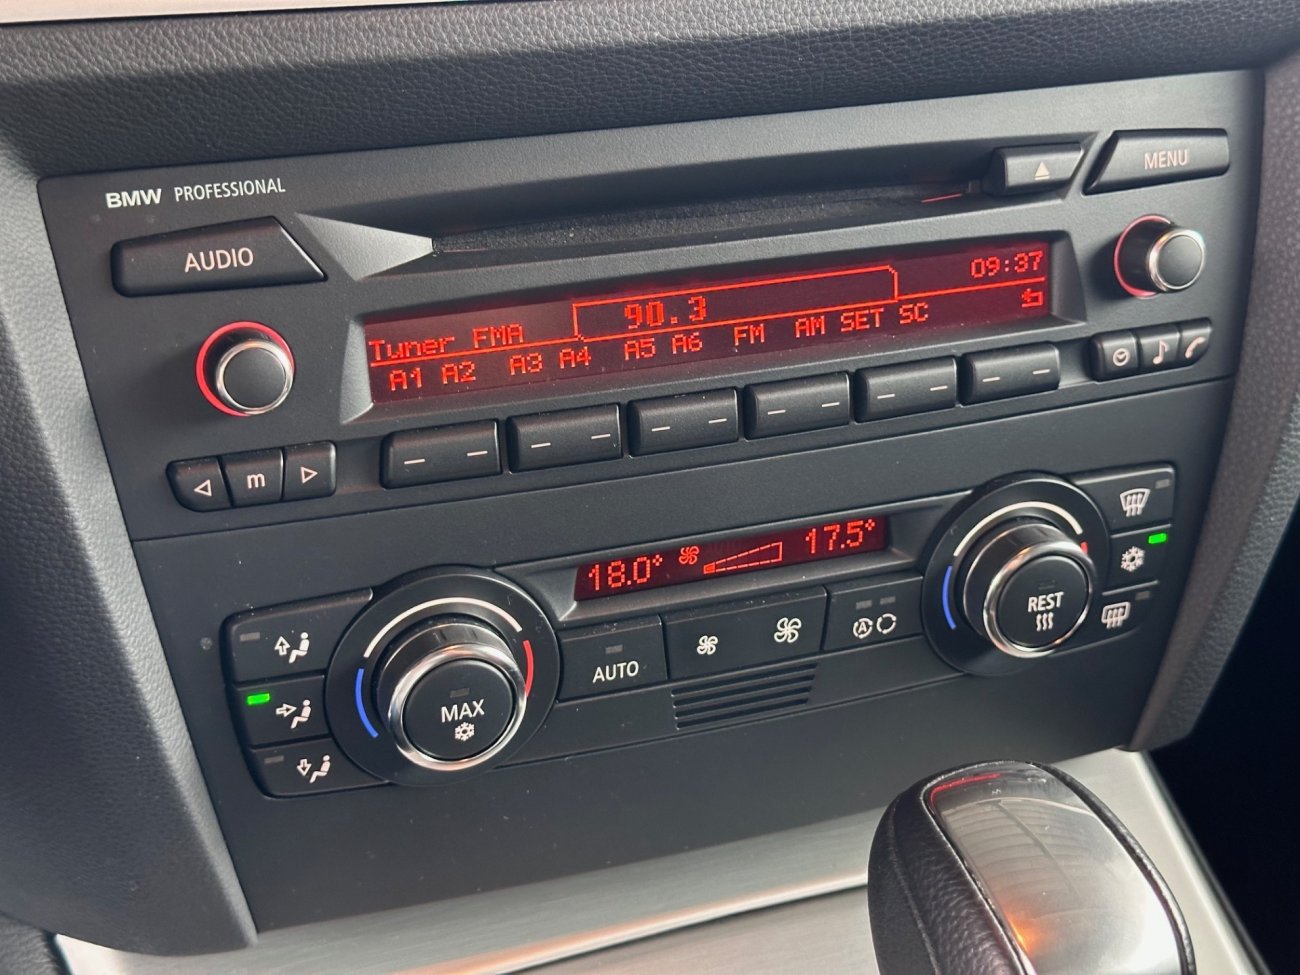 BMW PROFESSIONAL
MENU
AUDIO
09:37
90.3
Tuner FMA
A1 A2 A3 A4 A5 A6 FM AM SET SC
m
18.0°
17.5°
REST
AUTO
A
MAX